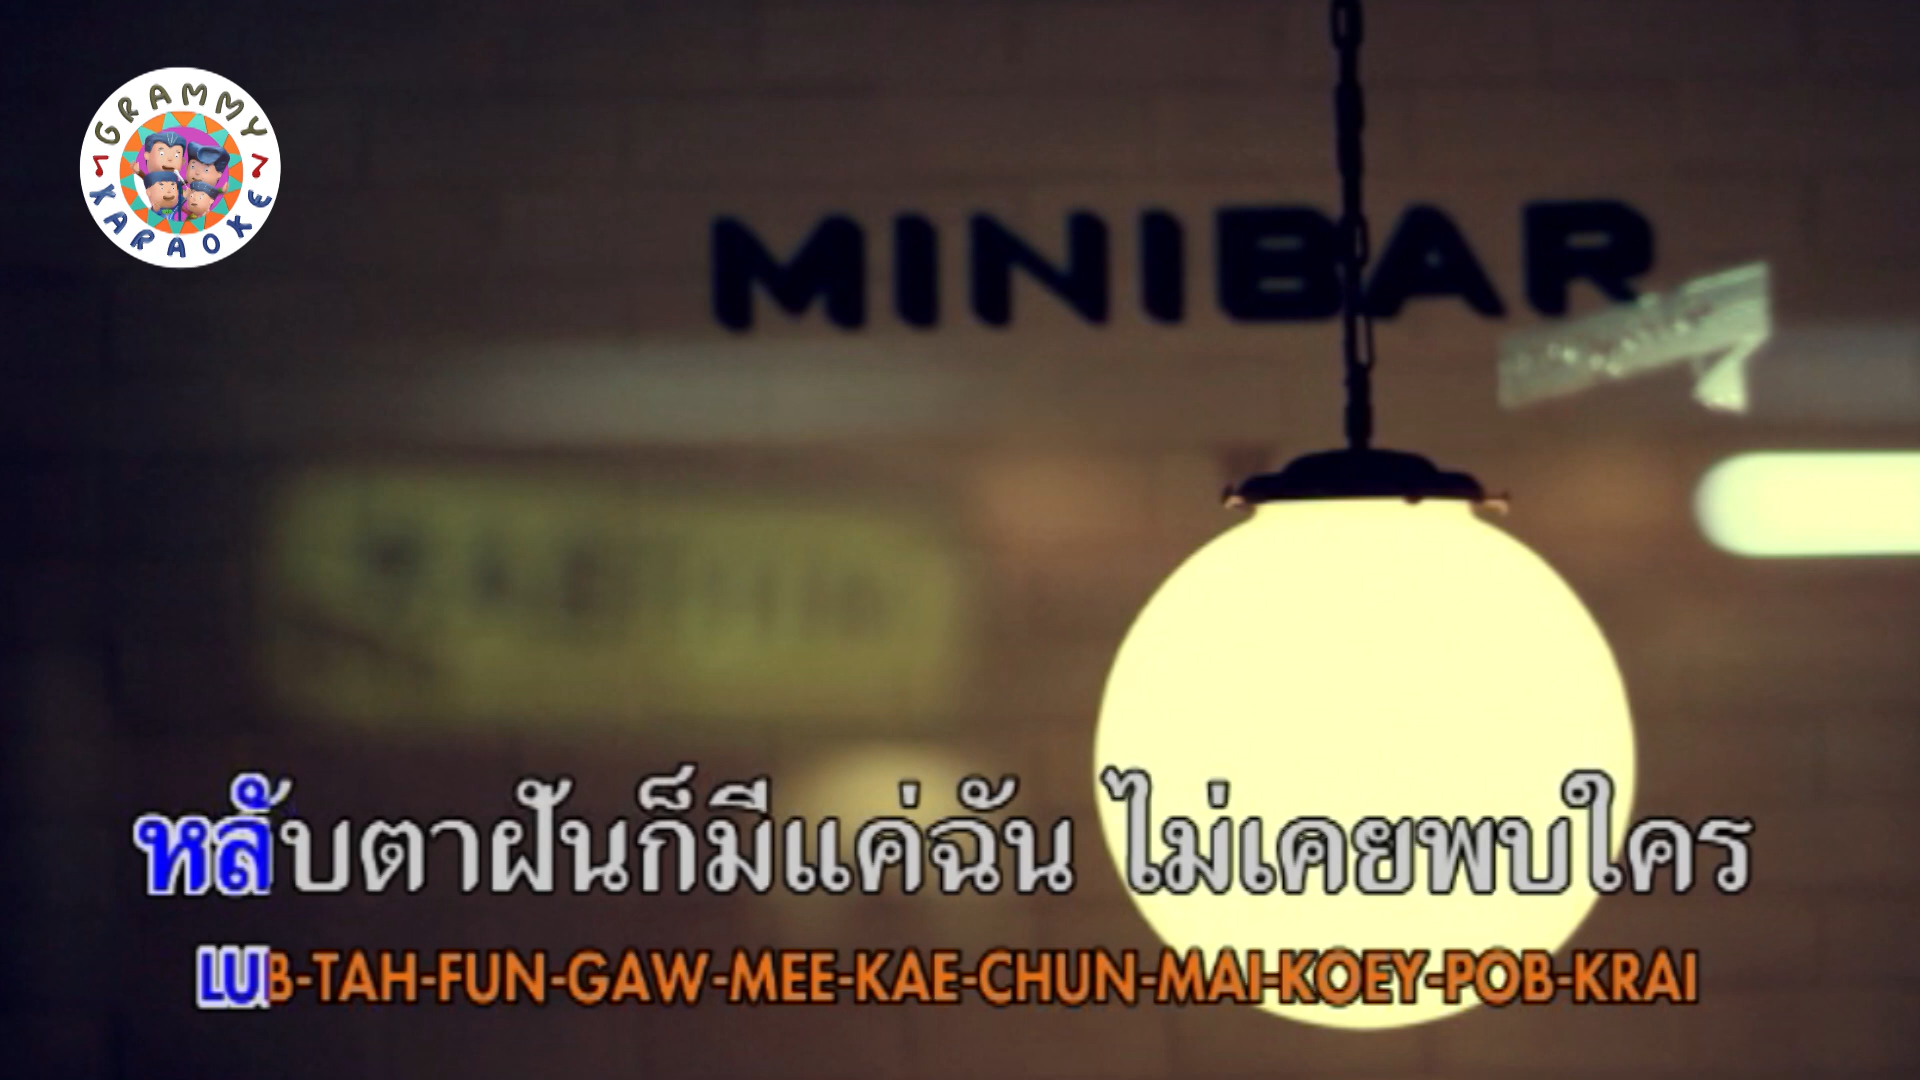 GRAMMY
KARAOKE
MINIBAR
หลับตาฝันก็มีแค่ฉัน ไม่เคยพบใคร
LUB-TAH-FUN-GAW-MEE-KAE-CHUN-MAI-KOEY-POB-KRAI